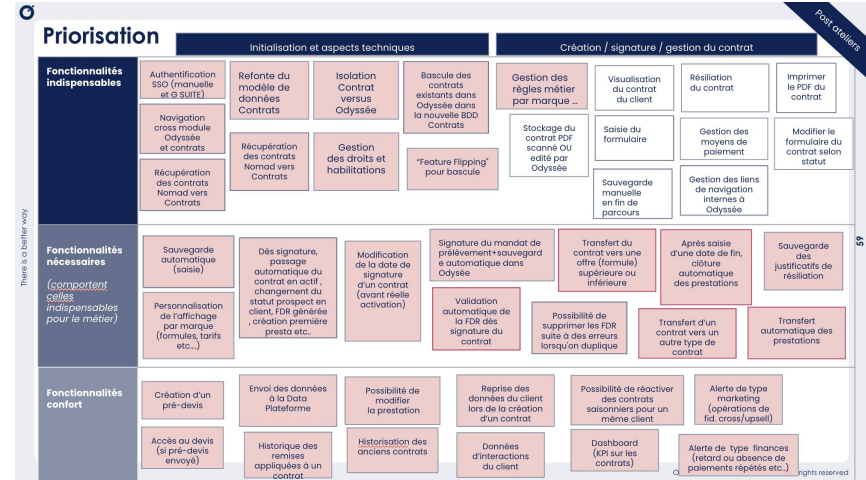 Post ateliers
Priorisation
Initialisation et aspects techniques
Création / signature / gestion du contrat
Fonctionnalités
indispensables
Authentification
SSO (manuelle
et G SUITE)
Refonte du
modèle de
données
Contrats
Isolation
Contrat
versus
Odyssée
Bascule des
contrats
existants dans
Odyssée dans
la nouvelle BDD
Contrats
Gestion des
règles métier
par marque ...
Visualisation
du contrat
du client
Résiliation
du contrat
Imprimer
le PDF du
contrat
Navigation
cross module
Odyssée
et contrats
Récupération
des contrats
Nomad vers
Contrats
Gestion
des droits et
habilitations
"Feature Flipping"
pour bascule
Stockage du
contrat PDF
scanné OU
edité par
Odyssée
Saisie du
formulaire
Gestion des
moyens de
paiement
Modifier le
formulaire du
contrat selon
statut
Récupération
des contrats
Nomad vers
Contrats
Sauvegarde
manuelle
en fin de
parcours
Gestion des liens
de navigation
internes à
Odyssée
Fonctionnalités
nécessaires
(comportent
celles
indispensables
pour le métier)
Sauvegarde
automatique
(saisie)
Dès signature,
passage
automatique du
contrat en actif ,
changement du
statut prospect en
client, FDR générée
, création première
presta etc..
Modification
de la date de
signature
d'un contrat
(avant réelle
activation)
Signature du mandat de
prélèvement+sauvegard
e automatique dans
Odysée
Transfert du
contrat vers une
offre (formule)
supérieure ou
inférieure
Après saisie
d'une date de fin,
clôture
automatique
des prestations
Sauvegarde
des
justificatifs de
résiliation
Personnalisation
de l'affichage
par marque
(formules, tarifs
etc....)
Validation
automatique de
la FDR dès
signature du
contrat
Possibilité de
supprimer les FDR
suite à des erreurs
lorsqu'on duplique
Transfert d'un
contrat vers un
autre type de
contrat
Transfert
automatique des
prestations
Fonctionnalités
confort
Création d'un
pré-devis
Envoi des données
à la Data
Plateforme
Possibilité de
modifier
la prestation
Reprise des
données du client
lors de la création
d'un contrat
Possibilité de réactiver
des contrats
saisonniers pour un
même client
Alerte de type
marketing
(opérations de
fid. cross/upsell)
Accès au devis
(si pré-devis
envoyé)
Historique des
remises
appliquées à un
contrat
Historisation des
anciens contrats
Données
d'interactions
du client
Dashboard
(KPI sur les
contrats)
Alerte de type finances
(retard ou absence de
paiements répétés etc..)
rights reserved
There is a better way
59